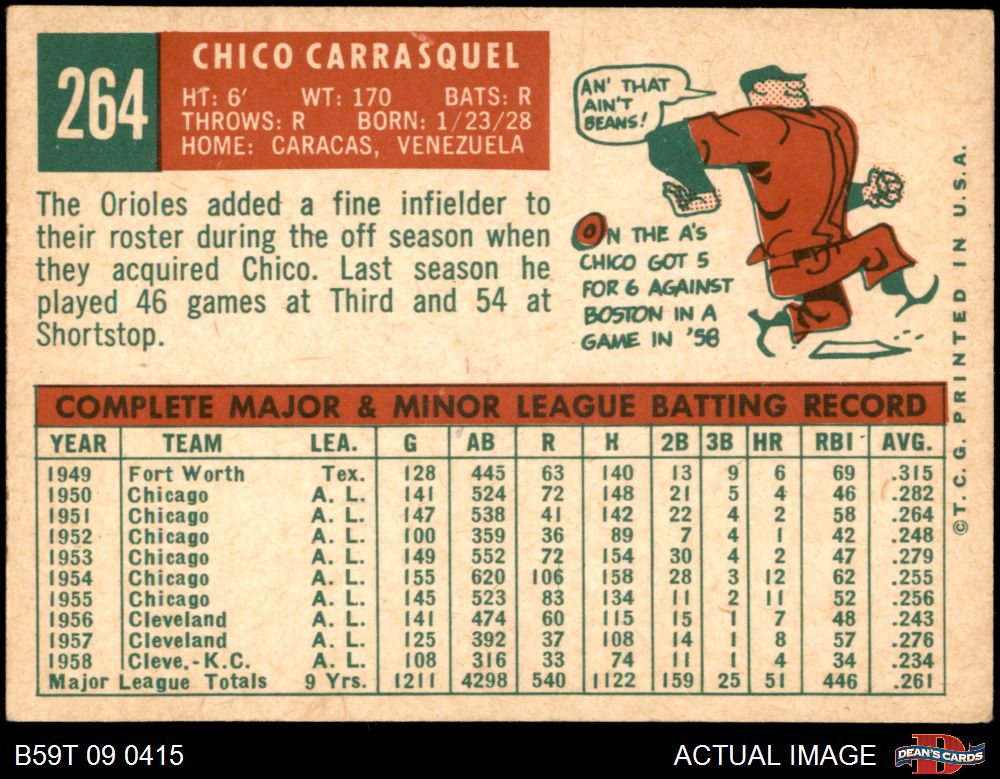 264
CHICO CARRASQUEL
HT: 6' WT: 170 BATS: R
THROWS: R BORN: 1/23/28
HOME: CARACAS, VENEZUELA
The Orioles added a fine infielder to
their roster during the off season when
they acquired Chico. Last season he
played 46 games at Third and 54 at
Shortstop.
AN' THAT
AIN'T
BEANS!
ON THE A'S
CHICO GOT 5
FOR 6 AGAINST
BOSTON IN A
GAME IN '58
COMPLETE MAJOR & MINOR LEAGUE BATTING RECORD
YEAR TEAM LEA. G AB R H 2B 3B HR RBI AVG.
1949 Fort Worth Tex. 128 445 63 140 13 9 6 69 .315
1950 Chicago A. L. 141 524 72 148 21 5 4 46 .282
1951 Chicago A. L. 147 538 41 142 22 4 2 58 .264
1952 Chicago A. L. 100 359 36 89 7 4 1 42 .248
1953 Chicago A. L. 149 552 72 154 30 4 2 47 .279
1954 Chicago A. L. 155 620 106 158 28 3 12 62 .255
1955 Chicago A. L. 145 523 83 134 11 2 11 52 .256
1956 Cleveland A. L. 141 474 60 115 15 1 7 48 .243
1957 Cleveland A. L. 125 392 37 108 14 1 8 57 .276
1958 Cleve.-K.C. A. L. 108 316 33 74 11 1 4 34 .234
Major League Totals 9 Yrs. 1211 4298 540 1122 159 25 51 446 .261
©T. C. G. PRINTED IN U.S.A.
B59T 09 0415
ACTUAL IMAGE
D
DEAN'S CARDS